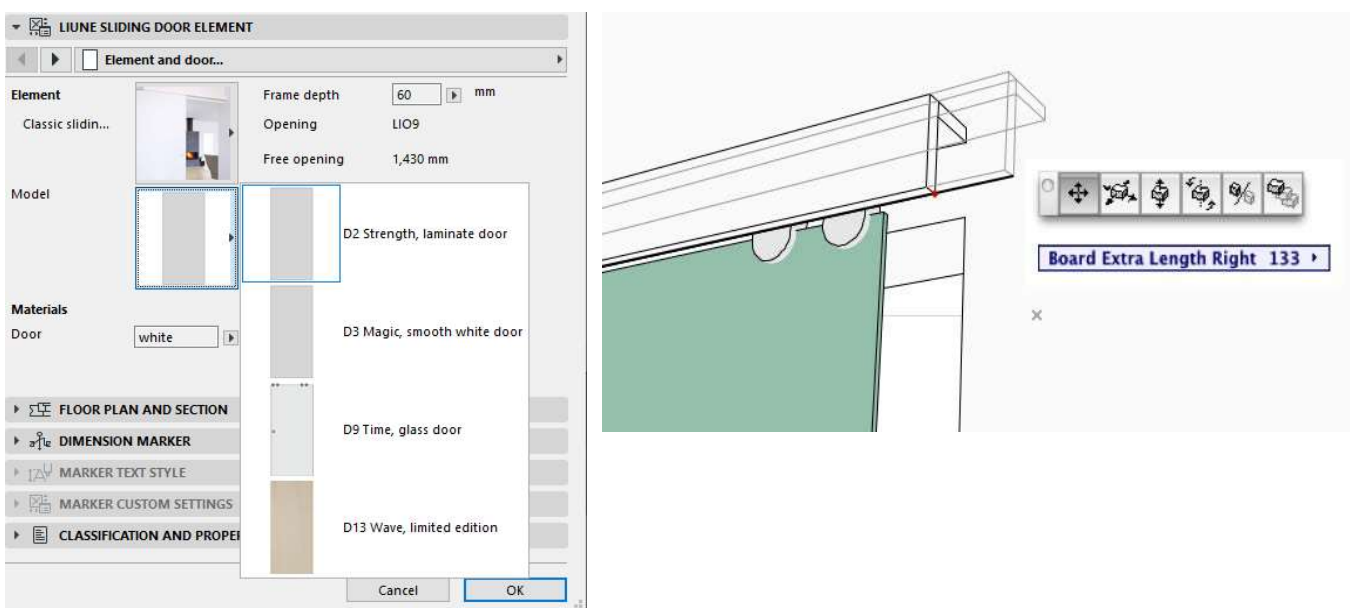 LIUNE SLIDING DOOR ELEMENT
Element and door...
Element
Classic slidin...
Frame depth 60 mm
Opening LIO9
Free opening 1,430 mm
Model
D2 Strength, laminate door
D3 Magic, smooth white door
D9 Time, glass door
D13 Wave, limited edition
Materials
Door white
FLOOR PLAN AND SECTION
DIMENSION MARKER
MARKER TEXT STYLE
MARKER CUSTOM SETTINGS
CLASSIFICATION AND PROPE
Cancel OK
Board Extra Length Right 133